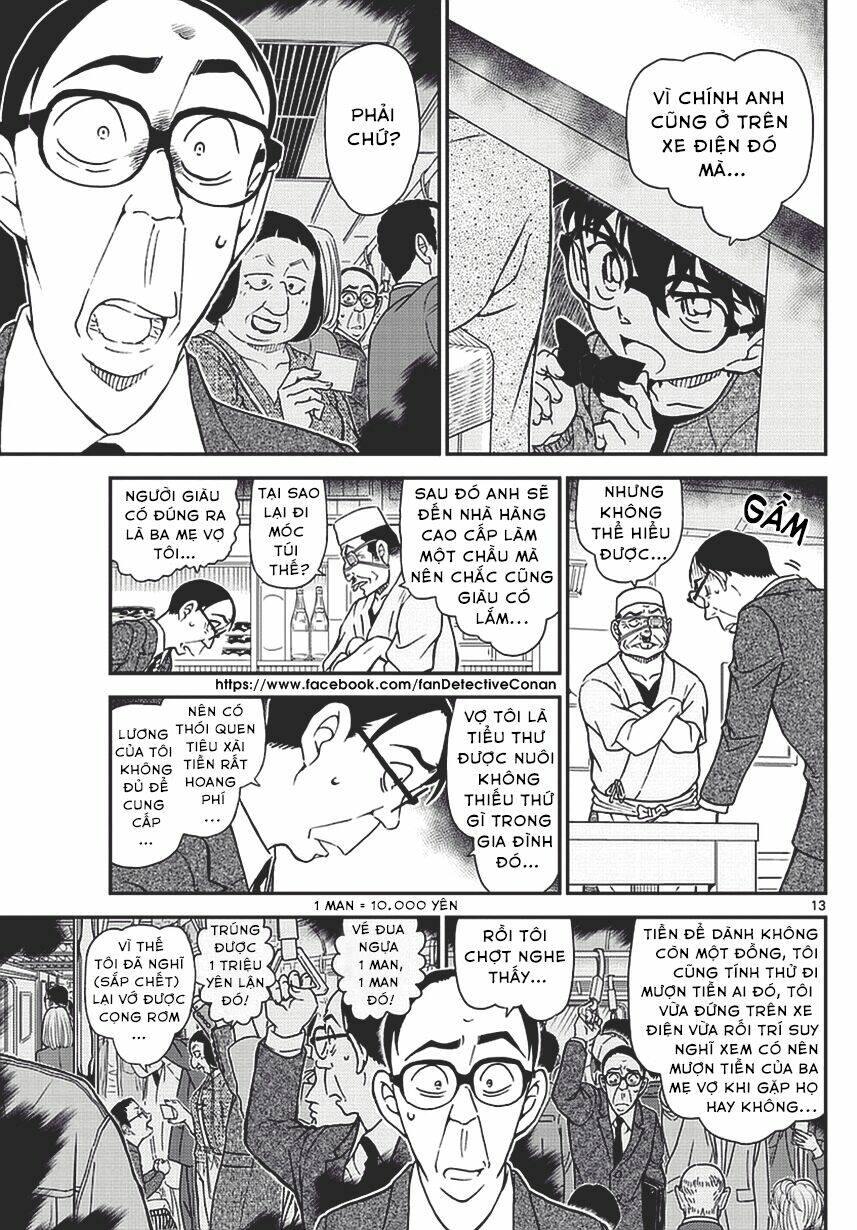 VÌ CHÍNH ANH
CŨNG Ở TRÊN
XE ĐIỆN ĐÓ
MÀ...
PHẢI
CHỨ?
GẦM
NHƯNG
KHÔNG
THỂ HIỂU
ĐƯỢC...
SAU ĐÓ ANH SẼ
ĐẾN NHÀ HÀNG
CAO CẤP LÀM
MỘT CHẦU MÀ
NÊN CHẮC CŨNG
GIÀU CÓ
LẮM...
TẠI SAO
LẠI ĐI
MÓC
TÚI
THẾ?
NGƯỜI GIÀU
CÓ ĐÚNG RA
LÀ BA MẸ VỢ
TÔI...
https://www.facebook.com/fanDetectiveConan
VỢ TÔI LÀ
TIỂU THƯ
ĐƯỢC NUÔI
KHÔNG
THIẾU THỨ
GÌ TRONG
GIA ĐÌNH
ĐÓ...
NÊN CÓ
THÓI QUEN
TIÊU XÀI
TIỀN RẤT
HOANG
PHÍ
...
LƯƠNG
CỦA TÔI
KHÔNG
ĐỦ ĐỂ
CUNG
CẤP
...
1 MAN = 10.000 YÊN
13
TIỀN ĐỂ DÀNH KHÔNG
CÒN MỘT ĐỒNG, TÔI
CŨNG TÍNH THỬ ĐI
MƯỢN TIỀN AI ĐÓ, TÔI
VỪA ĐỨNG TRÊN XE
ĐIỆN VỪA RỐI TRÍ SUY
NGHĨ XEM CÓ NÊN
MƯỢN TIỀN CỦA BA
MẸ VỢ KHI GẶP HỌ
HAY KHÔNG...
RỒI TÔI
CHỢT NGHE
THẤY...
VÉ ĐUA
NGỰA
1 MAN,
1 MAN
ĐÓ!
TRÚNG
ĐƯỢC
1 TRIỆU
YÊN LẬN
ĐÓ!
VÌ THẾ
TÔI ĐÃ NGHĨ
(SẮP CHẾT)
LẠI VỚ ĐƯỢC
CỌNG RƠM
...